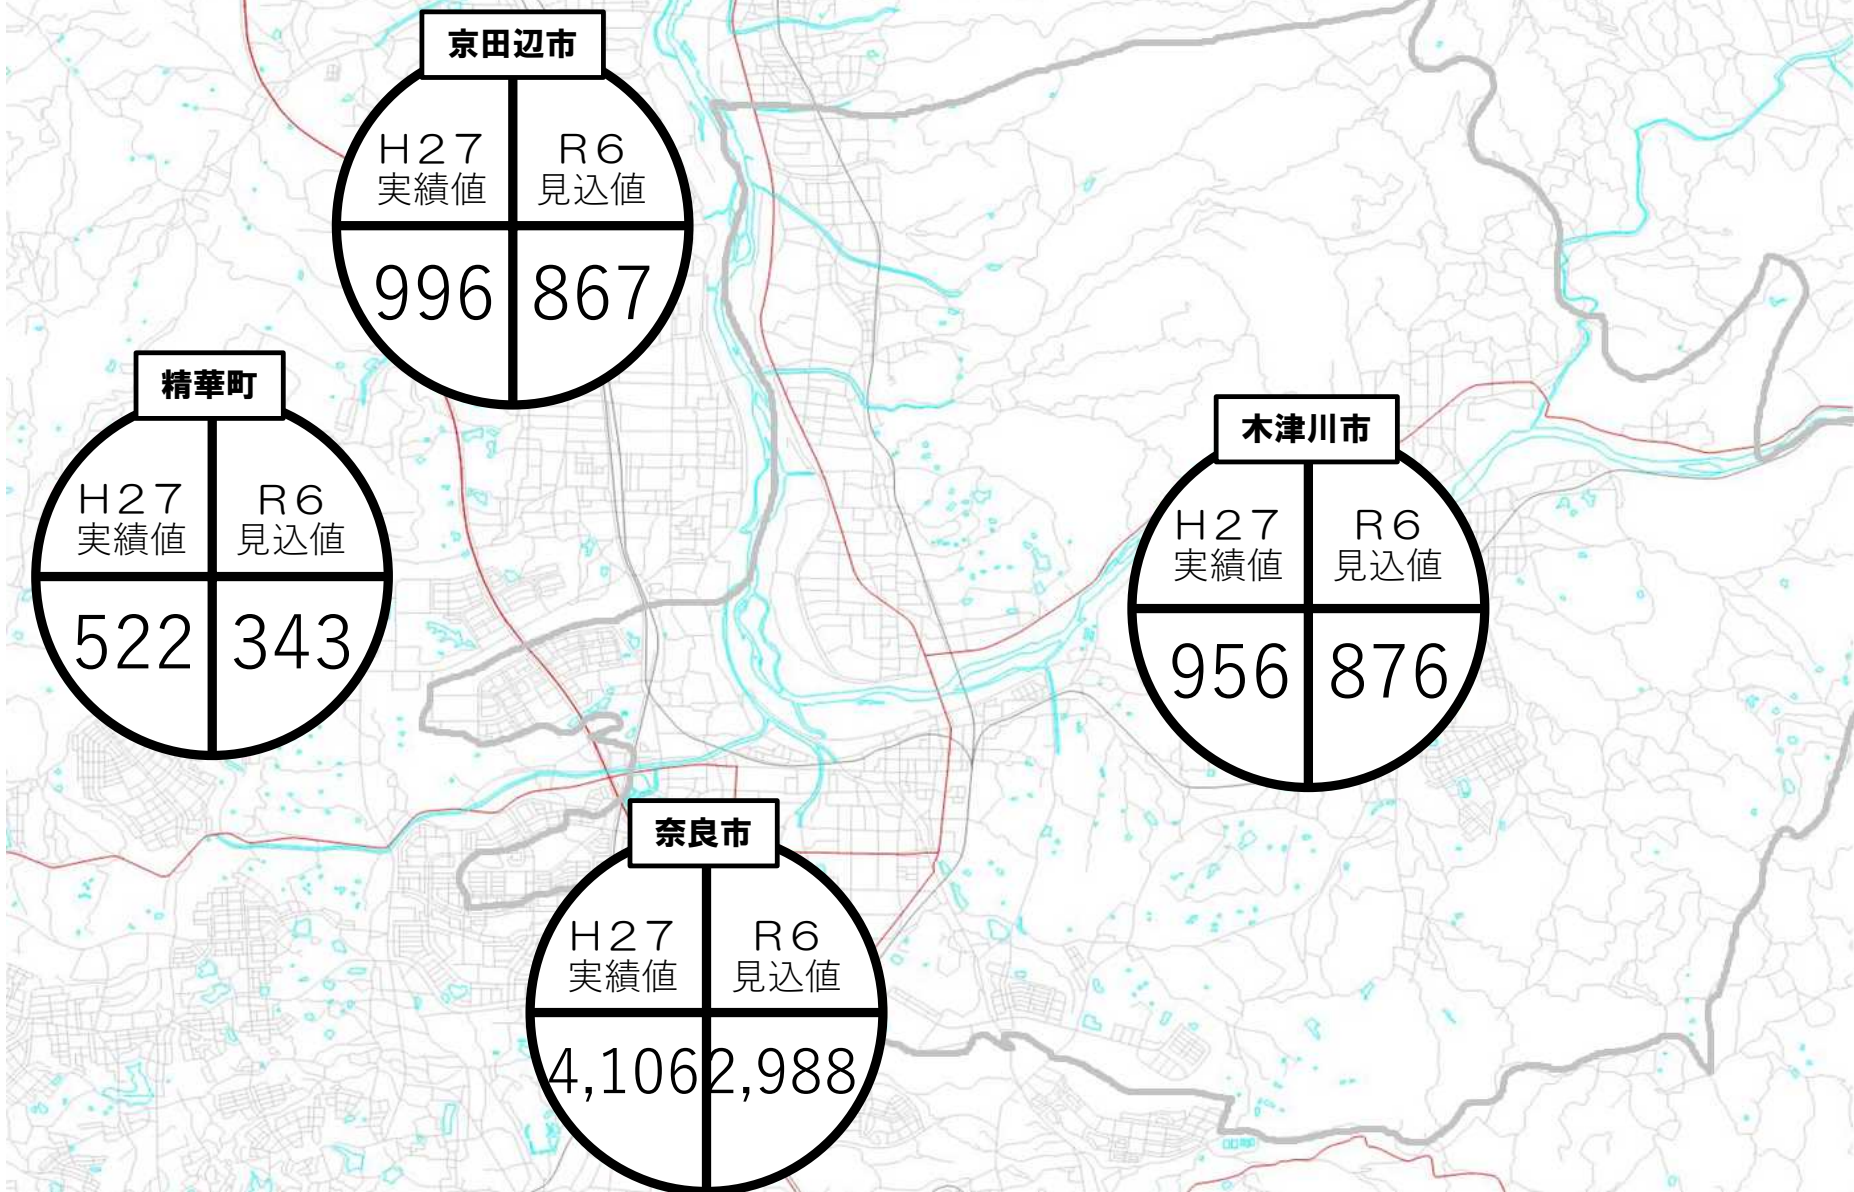 京田辺市
H27 R6
実績値 見込値
996 867
精華町
H27 R6
実績値 見込値
522 343
木津川市
H27 R6
実績値 見込値
956 876
奈良市
H27 R6
実績値 見込値
4,106 2,988